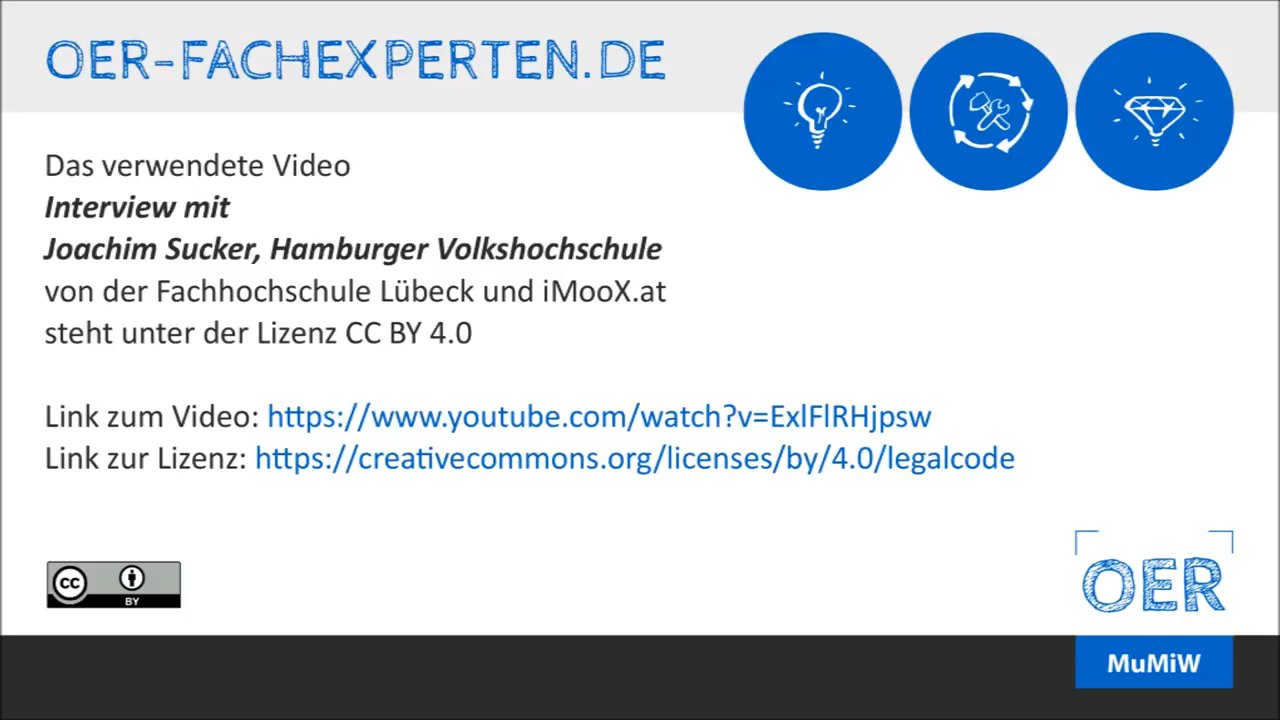 OER-FACHEXPERTEN.DE
Das verwendete Video
Interview mit
Joachim Sucker, Hamburger Volkshochschule
von der Fachhochschule Lübeck und iMooX.at
steht unter der Lizenz CC BY 4.0
Link zum Video: https://www.youtube.com/watch?v=ExlFlRHjpsw
Link zur Lizenz: https://creativecommons.org/licenses/by/4.0/legalcode
cc
BY
OER
MuMiW